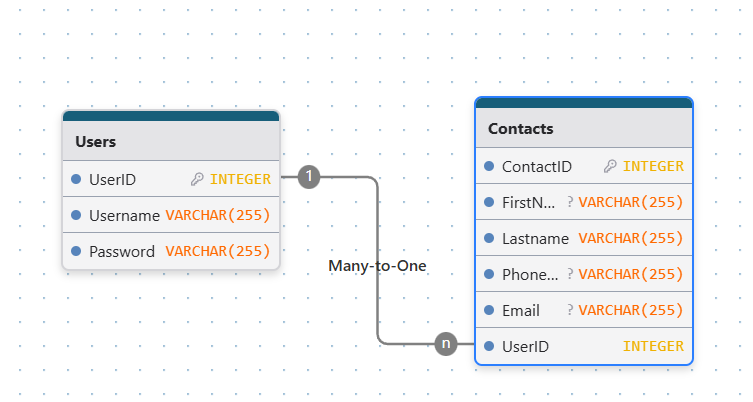 Users
UserID INTEGER
Username VARCHAR(255)
Password VARCHAR(255)
1
Many-to-One
n
Contacts
ContactID INTEGER
FirstN... ? VARCHAR(255)
Lastname VARCHAR(255)
Phone... ? VARCHAR(255)
Email ? VARCHAR(255)
UserID INTEGER